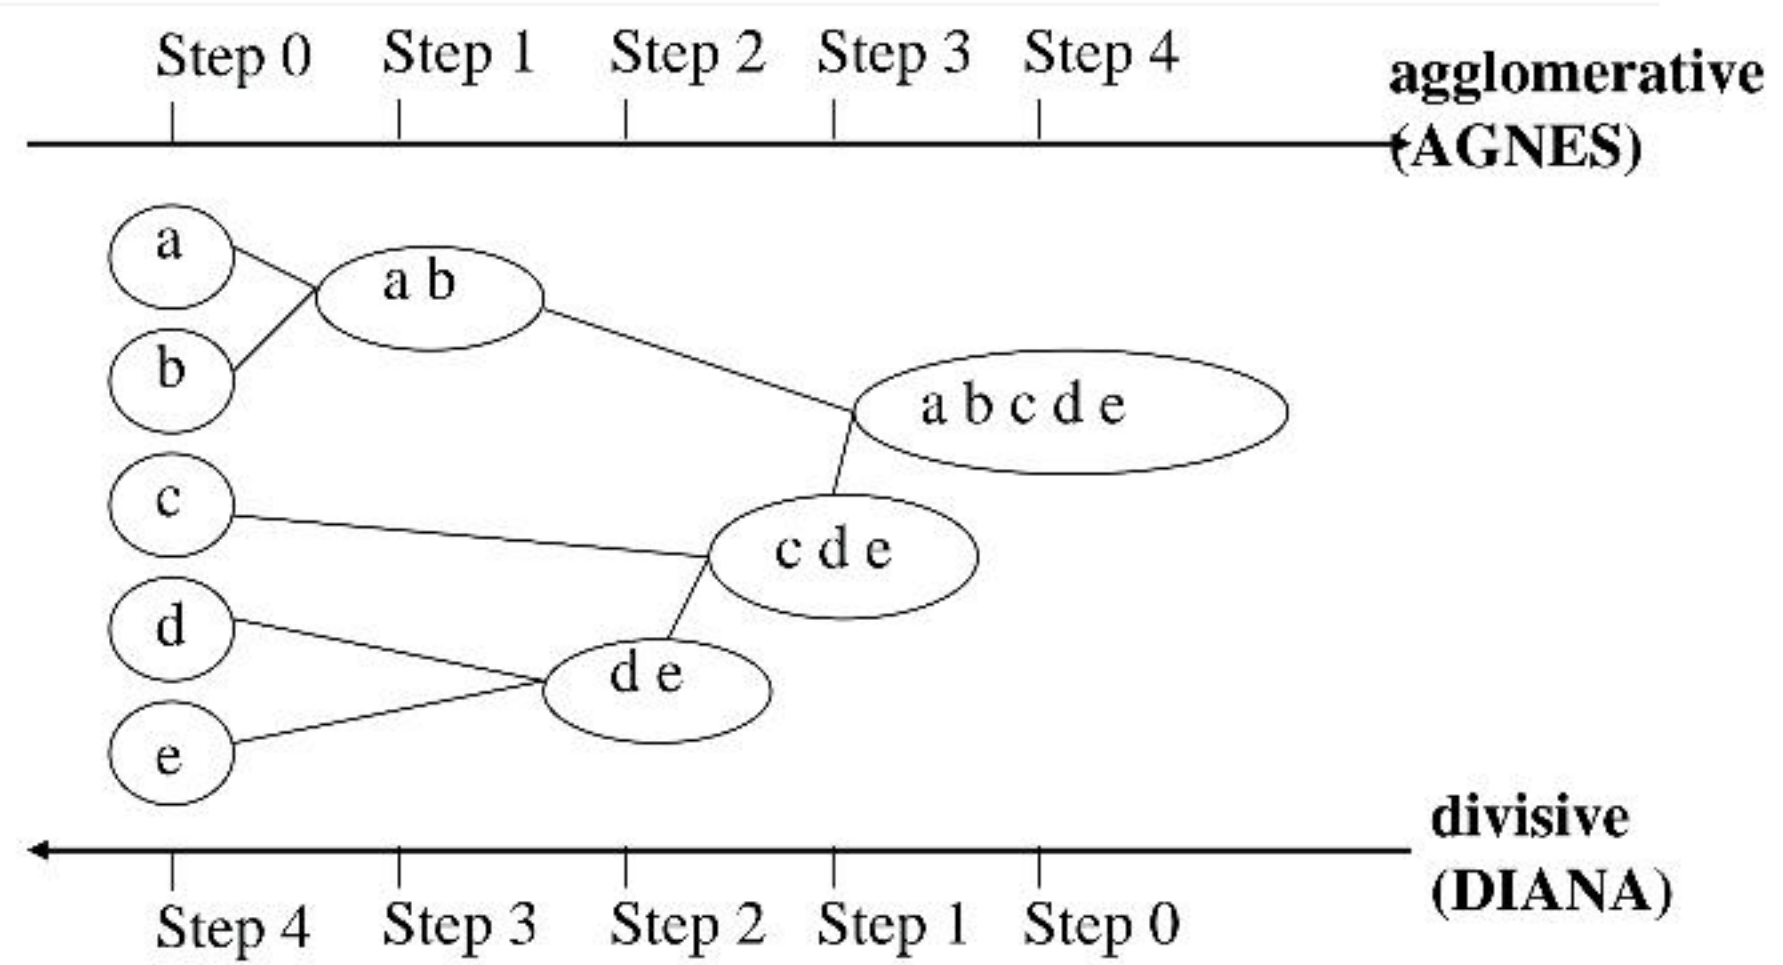 Step 0 Step 1 Step 2 Step 3 Step 4
agglomerative
(AGNES)
a
a b
b
a b c d e
c
c d e
d
d e
e
divisive
(DIANA)
Step 4 Step 3 Step 2 Step 1 Step 0